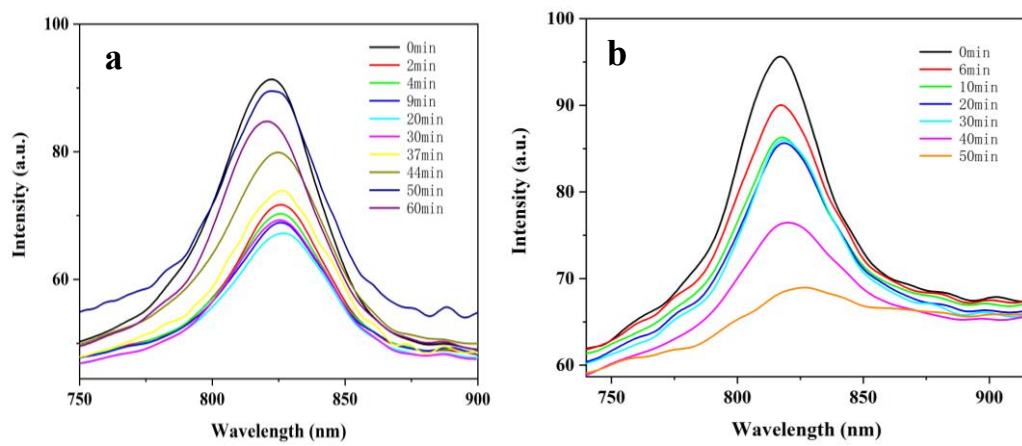 a
100
80
60
Intensity (a.u.)
0min
2min
4min
9min
20min
30min
37min
44min
50min
60min
750
800
850
900
Wavelength (nm)
b
100
90
80
70
60
Intensity (a.u.)
0min
6min
10min
20min
30min
40min
50min
750
800
850
900
Wavelength (nm)